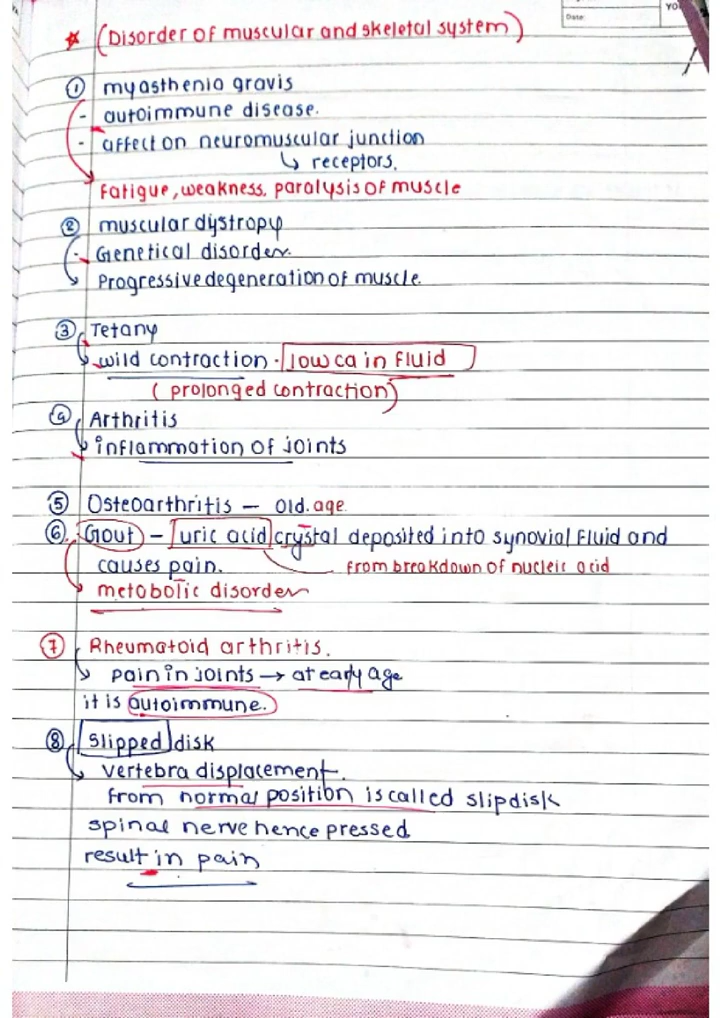 Date:
YOU
* (Disorder of muscular and skeletal system)
① myasthenia gravis
- autoimmune disease.
- affect on neuromuscular junction
↳ receptors.
Fatigue, weakness, paralysis of muscle
② muscular dystropy
- Genetical disorder.
Progressive degeneration of muscle.
③ Tetany
wild contraction · low ca in fluid
(prolonged contraction)
④ Arthritis
inflammation of joints
⑤ Osteoarthritis - old.age
⑥. Gout - uric acid crystal deposited into synovial fluid and
causes pain. from breakdown of nucleic acid
metabolic disorder
⑦ Rheumatoid arthritis.
↳ pain in joints → at early age
it is autoimmune.
⑧ Slipped disk
↳ vertebra displacement.
from normal position is called slipdisk
spinal nerve hence pressed
result in pain